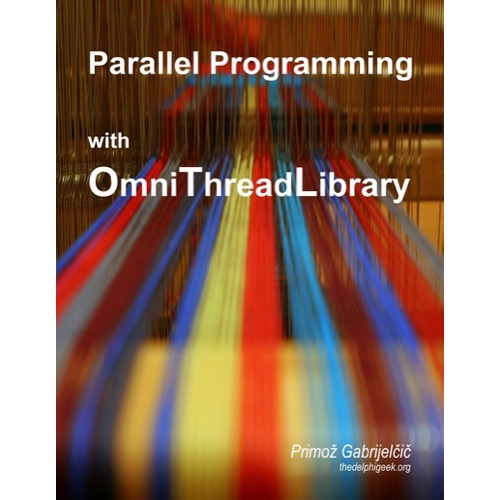 Parallel Programming
with
OmniThreadLibrary
Primož Gabrijelčič
thedelphigeek.org